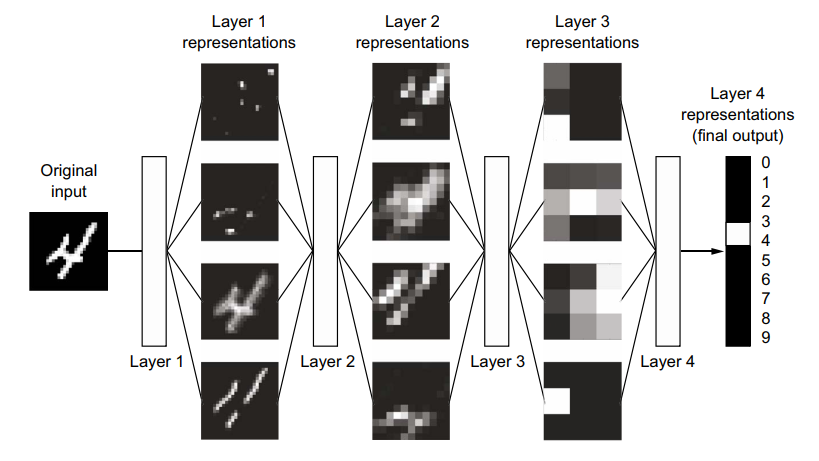 Layer 1
representations
Layer 2
representations
Layer 3
representations
Layer 4
representations
(final output)
Original
input
0
1
2
3
4
5
6
7
8
9
Layer 1
Layer 2
Layer 3
Layer 4